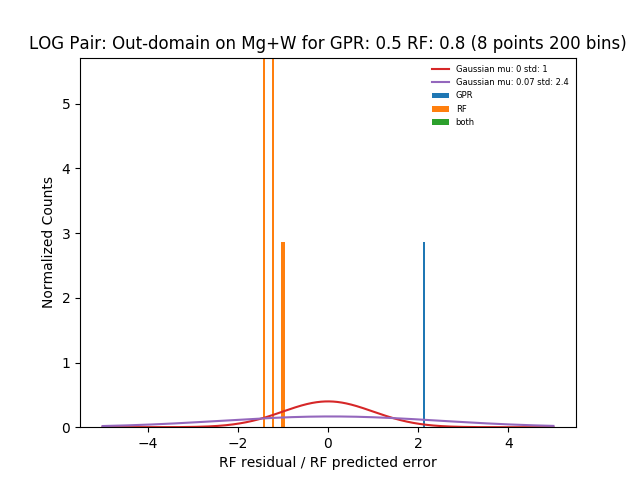 LOG Pair: Out-domain on Mg+W for GPR: 0.5 RF: 0.8 (8 points 200 bins)
Gaussian mu: 0 std: 1
Gaussian mu: 0.07 std: 2.4
GPR
RF
both
Normalized Counts
5
4
3
2
1
0
−4 −2 0 2 4
RF residual / RF predicted error